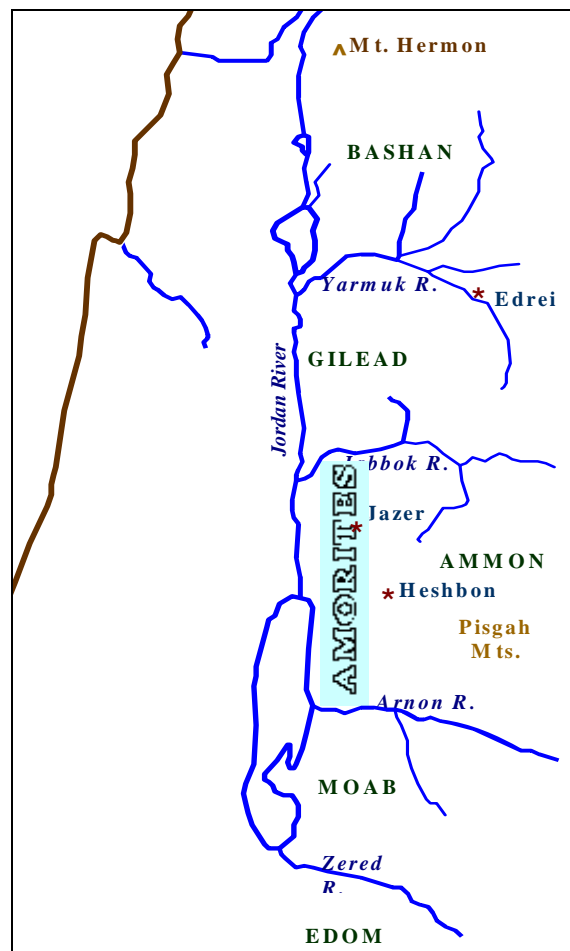 ^Mt. Hermon
BASHAN
Yarmuk R.
* Edrei
Jordan River
GILEAD
R.
AMORITES
Jazer
*
AMMON
* Heshbon
Pisgah
Mts.
Arnon R.
MOAB
Zered
R.
EDOM